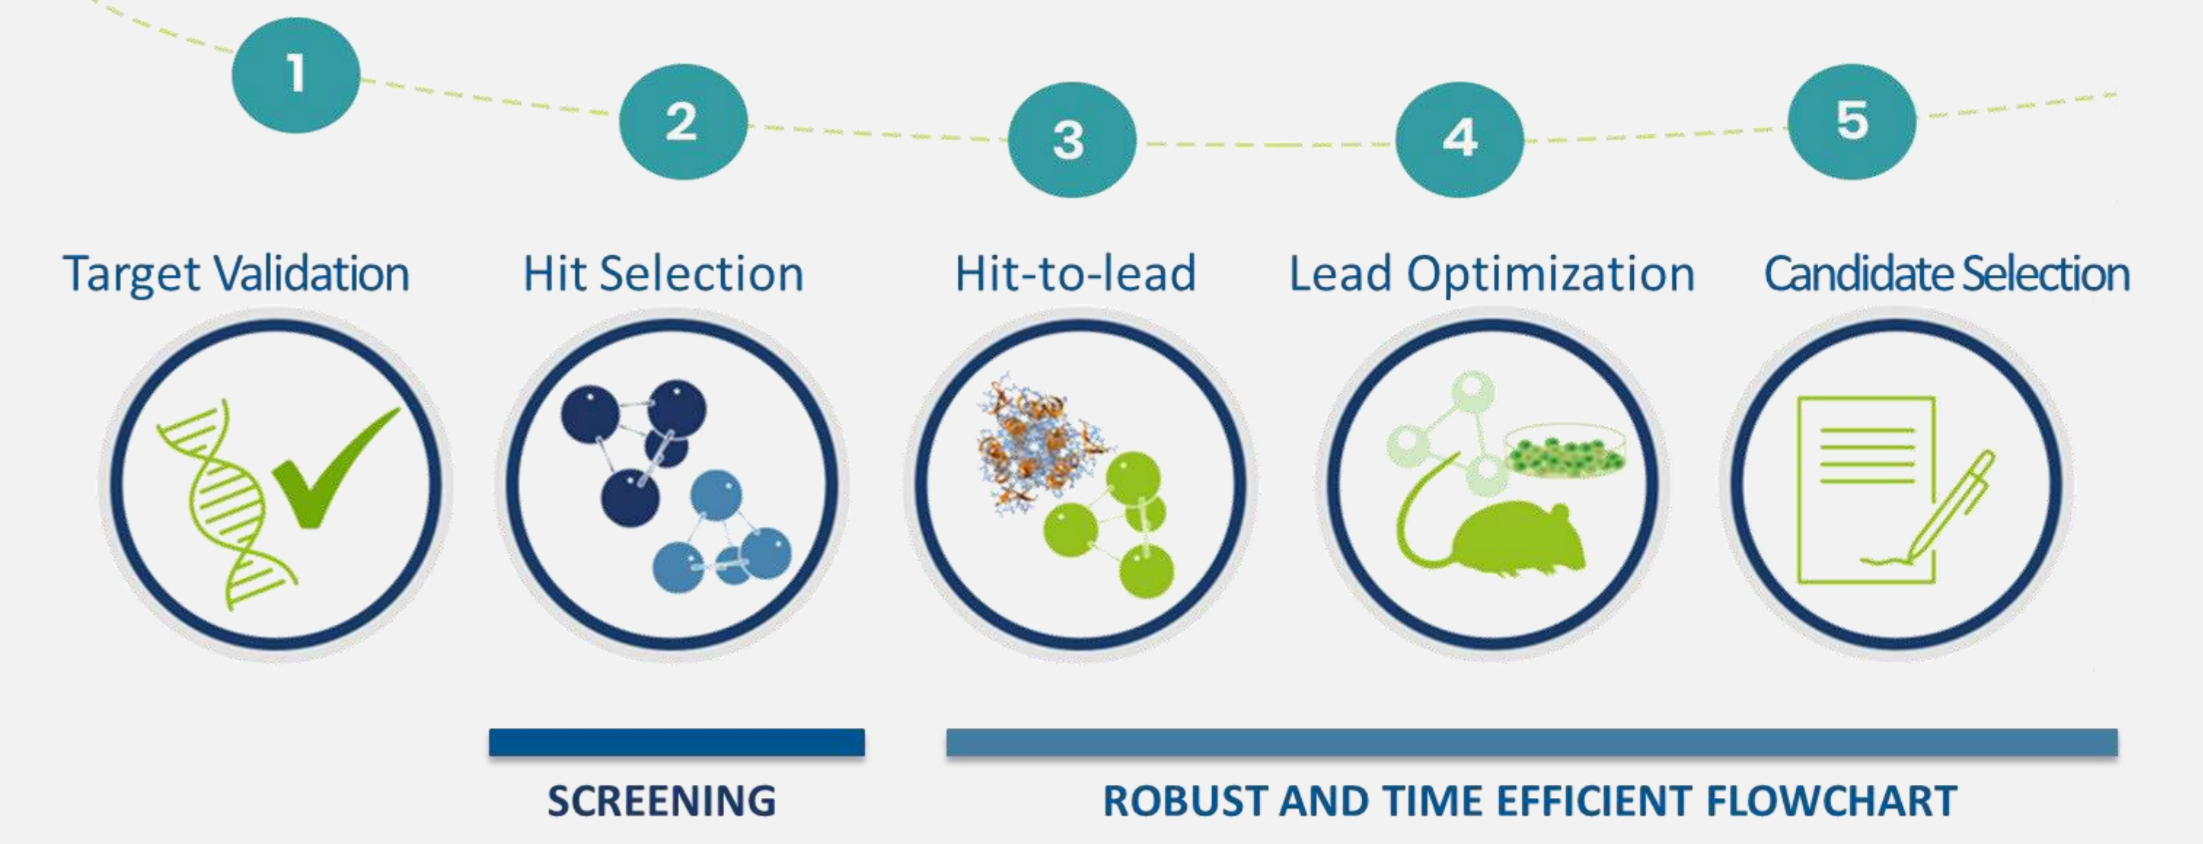 1
2
3
4
5
Target Validation
Hit Selection
Hit-to-lead
Lead Optimization
Candidate Selection
SCREENING
ROBUST AND TIME EFFICIENT FLOWCHART